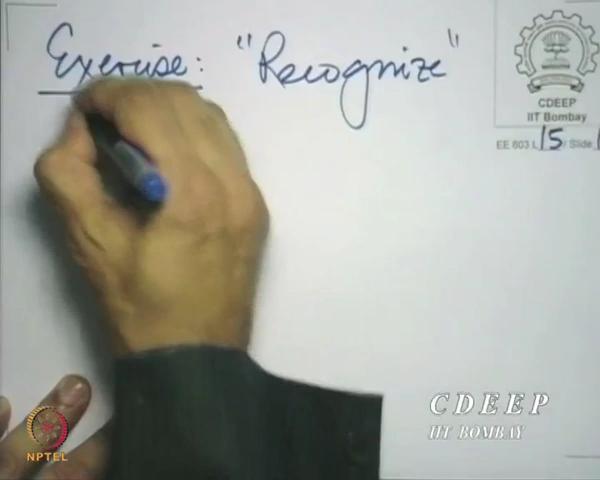 Exercise: "Recognize"
CDEEP
IIT Bombay
EE 603 L 15 / Slide
CDEEP
IIT BOMBAY
NPTEL